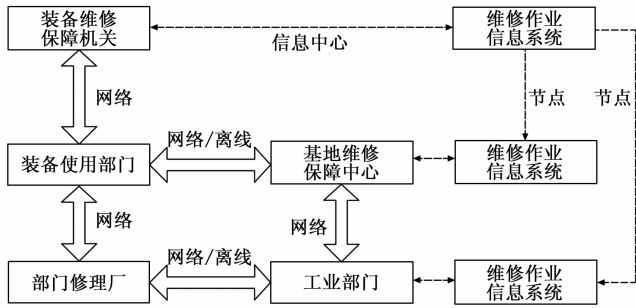 装备维修
保障机关
信息中心
维修作业
信息系统
网络
节点
节点
装备使用部门
网络/离线
基地维修
保障中心
维修作业
信息系统
网络
网络
部门修理厂
网络/离线
工业部门
维修作业
信息系统